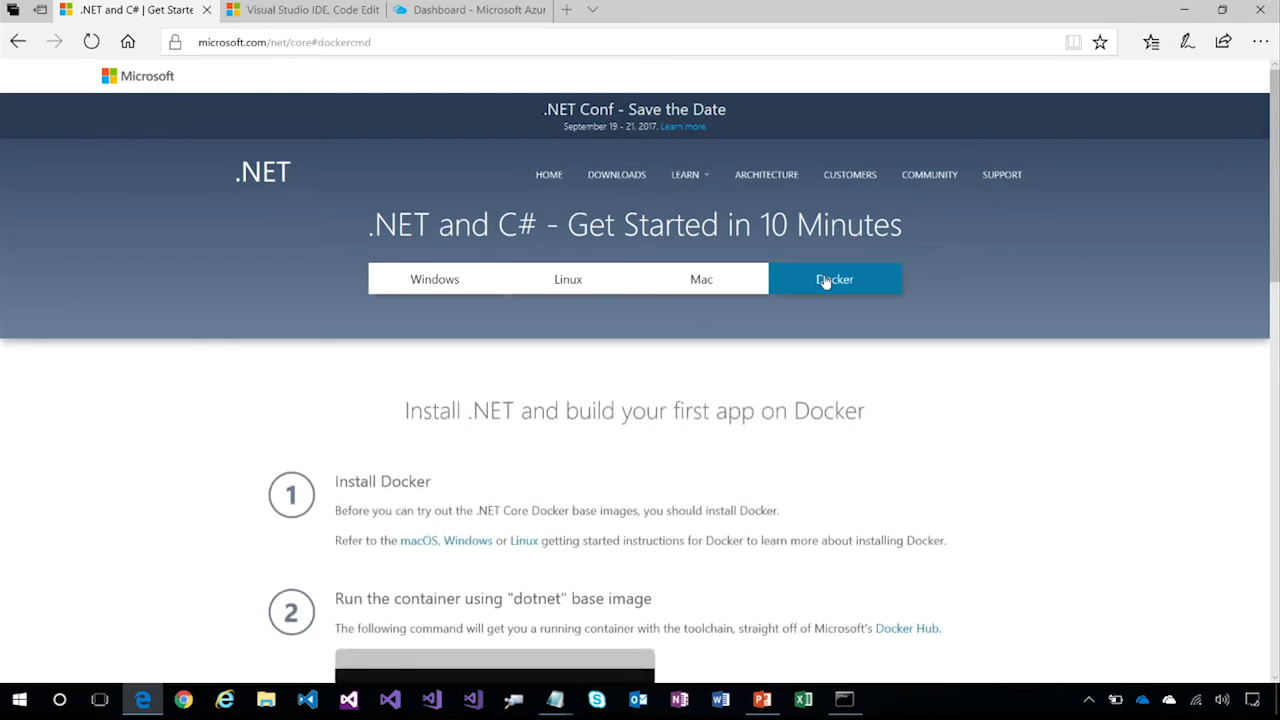 .NET and C# | Get Starte
Visual Studio IDE, Code Edit
Dashboard - Microsoft Azur
microsoft.com/net/core#dockercmd
Microsoft
.NET Conf - Save the Date
September 19 - 21, 2017. Learn more
.NET
HOME
DOWNLOADS
LEARN
ARCHITECTURE
CUSTOMERS
COMMUNITY
SUPPORT
.NET and C# - Get Started in 10 Minutes
Windows
Linux
Mac
Docker
Install .NET and build your first app on Docker
1
Install Docker
Before you can try out the .NET Core Docker base images, you should install Docker.
Refer to the macOS, Windows or Linux getting started instructions for Docker to learn more about installing Docker.
2
Run the container using "dotnet" base image
The following command will get you a running container with the toolchain, straight off of Microsoft's Docker Hub.